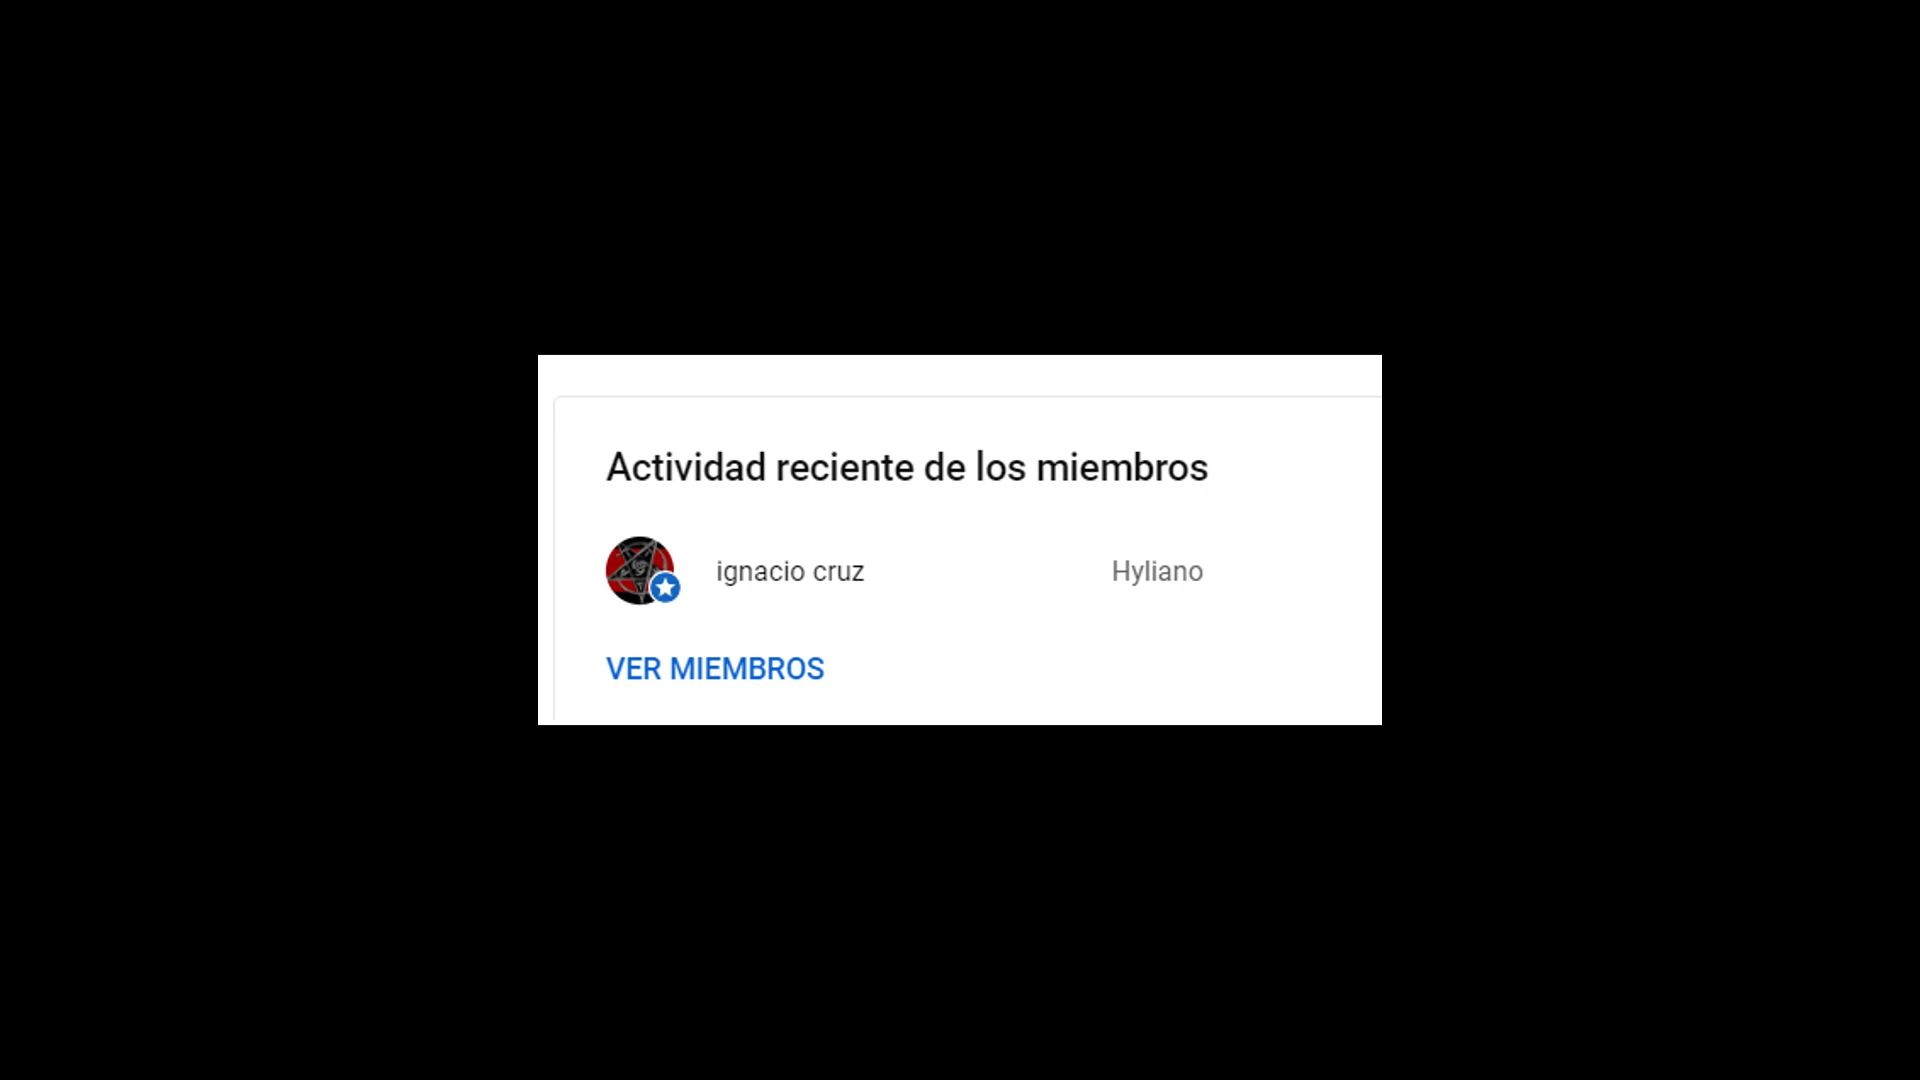 Actividad reciente de los miembros
ignacio cruz Hyliano
VER MIEMBROS